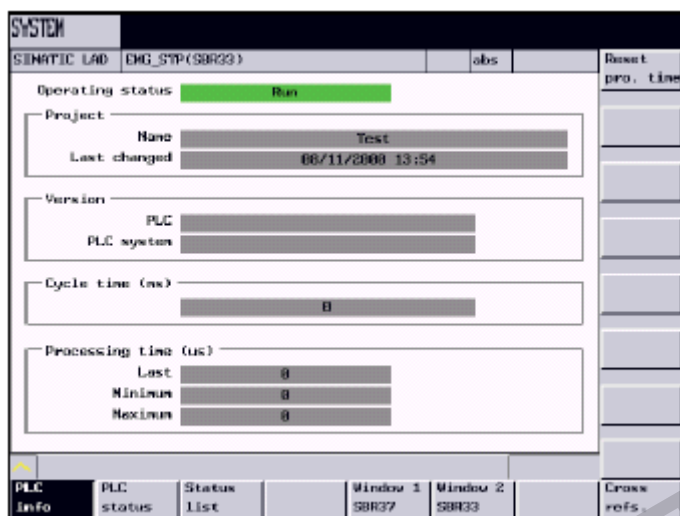 SYSTEM
SIMATIC LAD EMG_STP(SBR33) abs
Reset
pro. time
Operating status Run
Project
Name Test
Last changed 08/11/2008 13:54
Version
PLC
PLC system
Cycle time (ms)
0
Processing time (us)
Last 0
Minimum 0
Maximum 0
PLC info
PLC status
Status list
Window 1 SBR37
Window 2 SBR33
Cross refs.